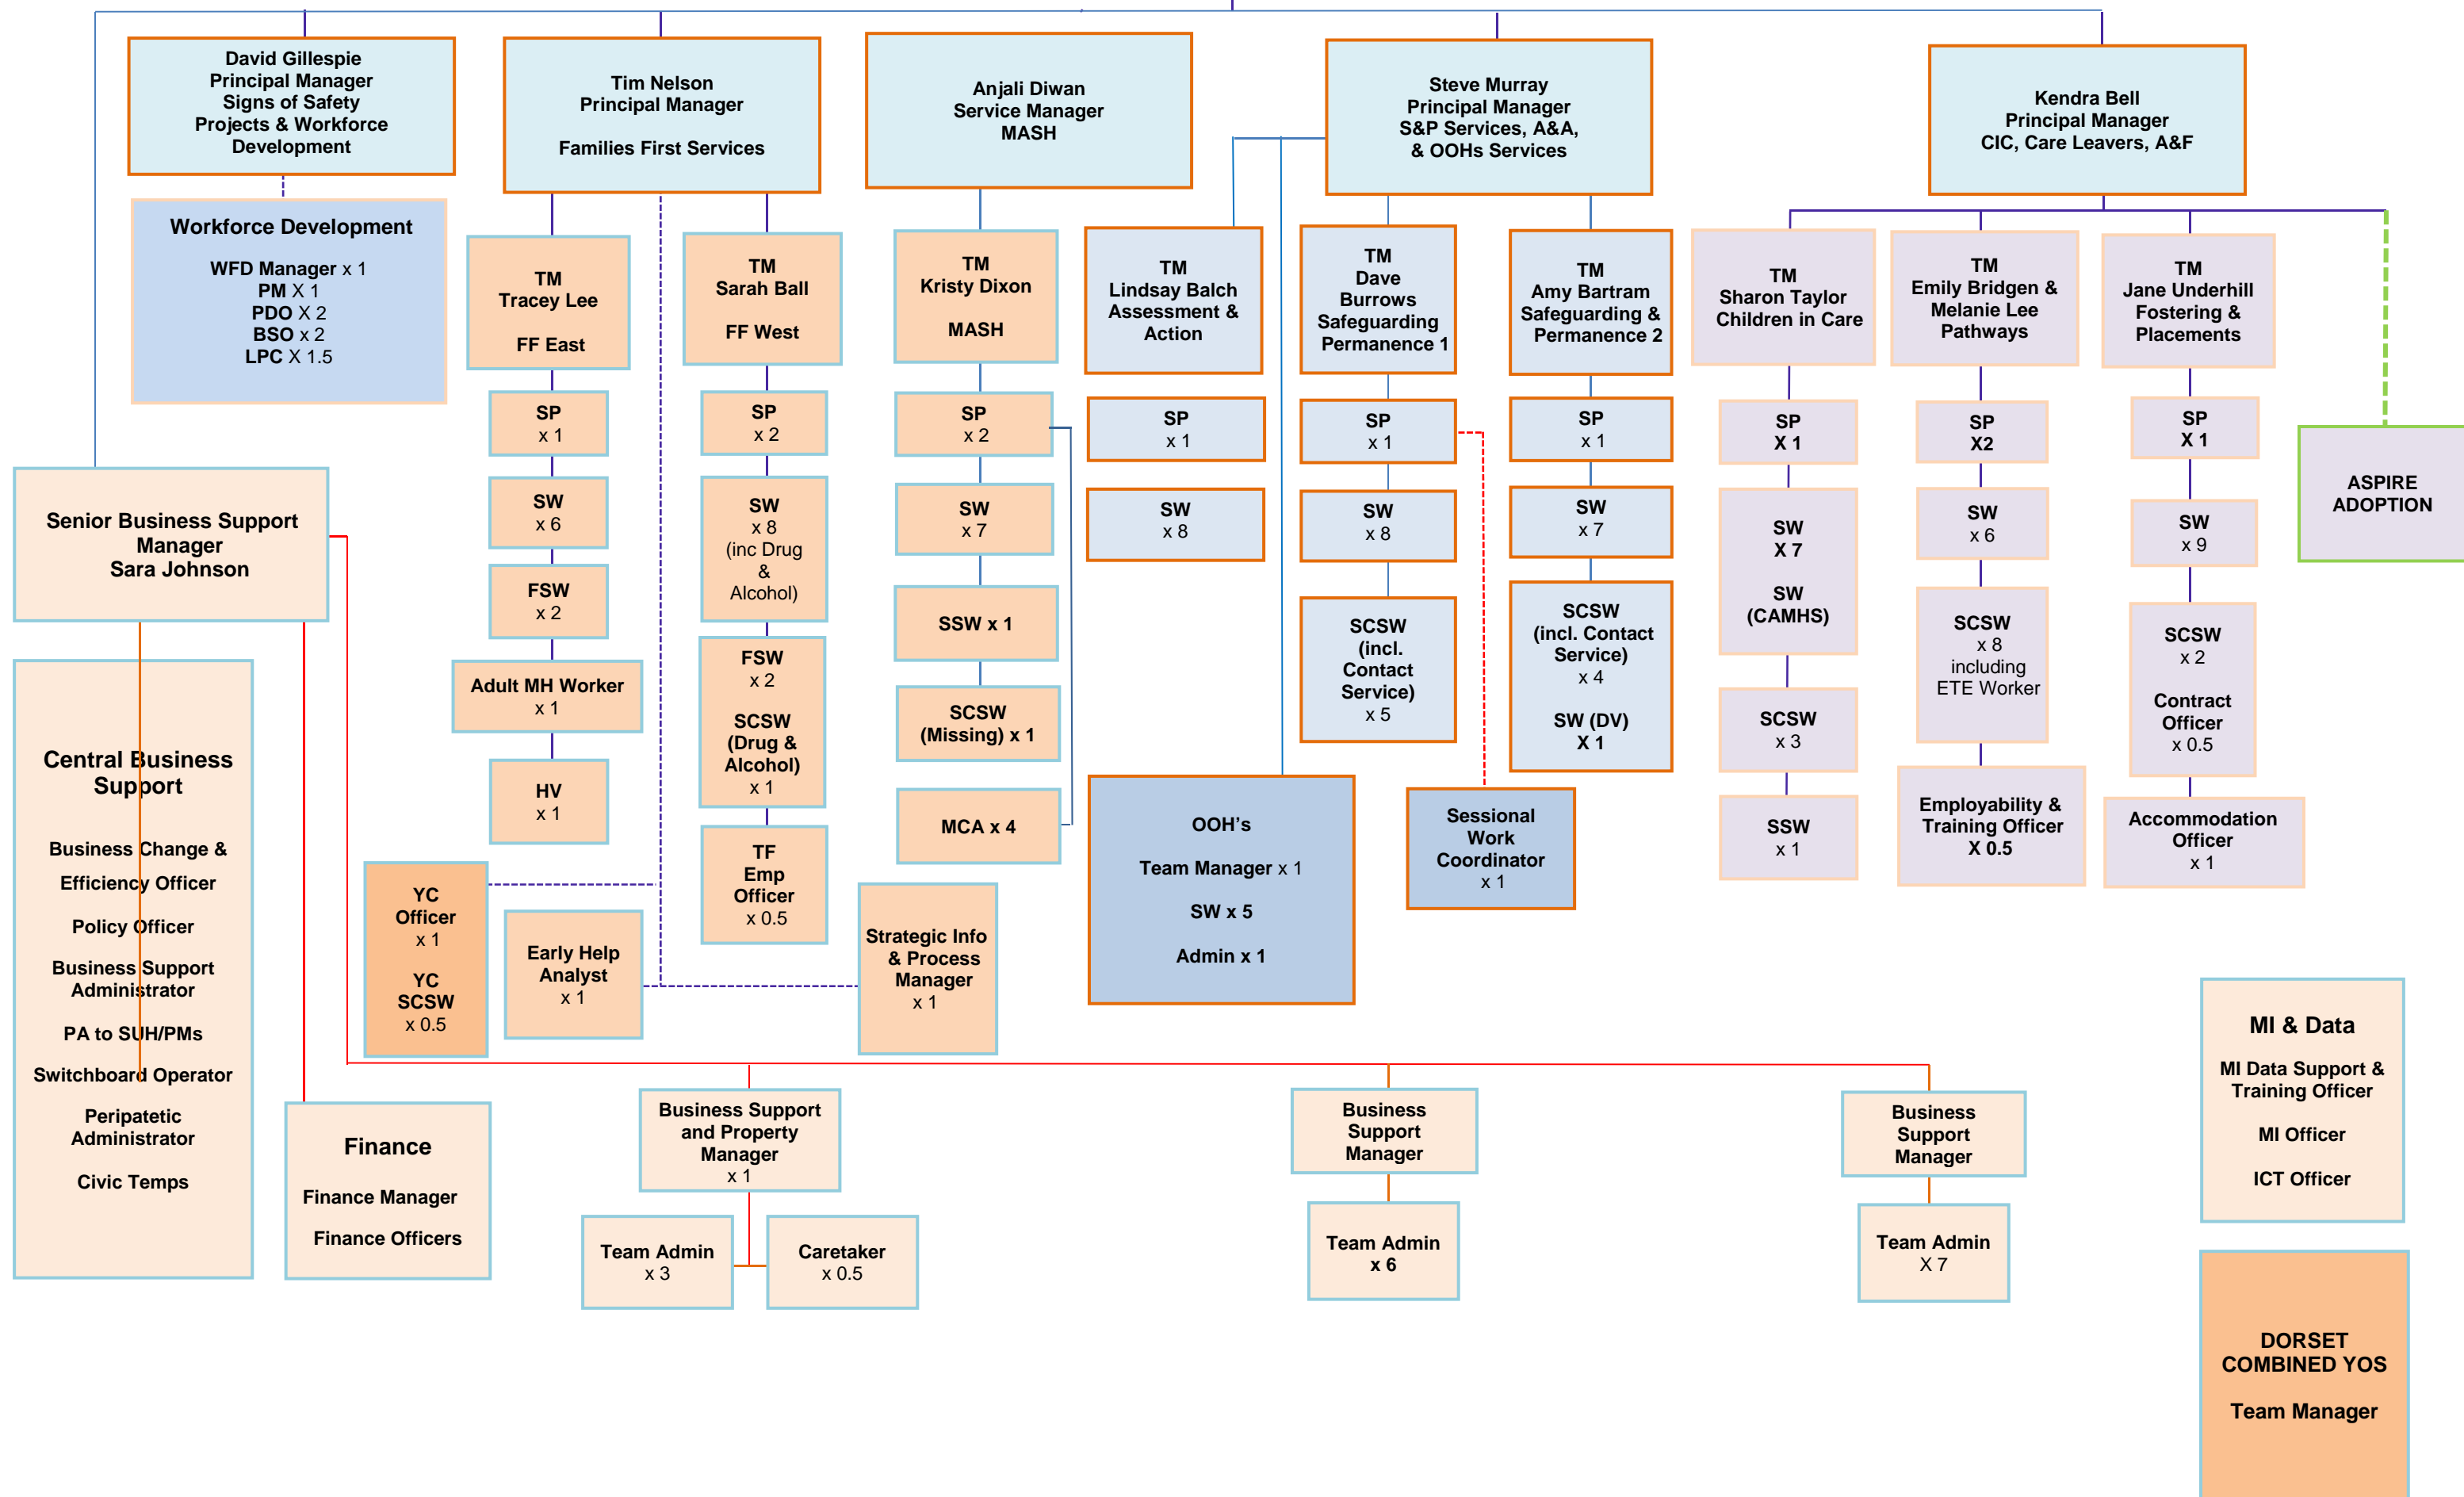 David Gillespie
Principal Manager
Signs of Safety
Projects & Workforce
Development
Tim Nelson
Principal Manager
Families First Services
Anjali Diwan
Service Manager
MASH
Steve Murray
Principal Manager
S&P Services, A&A,
& OOHs Services
Kendra Bell
Principal Manager
CIC, Care Leavers, A&F
Workforce Development
WFD Manager x 1
PM X 1
PDO X 2
BSO x 2
LPC X 1.5
TM
Tracey Lee
FF East
SP
x 1
SW
x 6
FSW
x 2
Adult MH Worker
x 1
HV
x 1
TM
Sarah Ball
FF West
SP
x 2
SW
x 8
(inc Drug
&
Alcohol)
FSW
x 2
SCSW
(Drug &
Alcohol)
x 1
TF
Emp
Officer
x 0.5
TM
Kristy Dixon
MASH
SP
x 2
SW
x 7
SSW x 1
SCSW
(Missing) x 1
MCA x 4
TM
Lindsay Balch
Assessment &
Action
SP
x 1
SW
x 8
TM
Dave
Burrows
Safeguarding
Permanence 1
SP
x 1
SW
x 8
SCSW
(incl.
Contact
Service)
x 5
TM
Amy Bartram
Safeguarding &
Permanence 2
SP
x 1
SW
x 7
SCSW
(incl. Contact
Service)
x 4
SW (DV)
X 1
TM
Sharon Taylor
Children in Care
SP
X 1
SW
X 7
SW
(CAMHS)
SCSW
x 3
SSW
x 1
TM
Emily Bridgen &
Melanie Lee
Pathways
SP
X2
SW
x 6
SCSW
x 8
including
ETE Worker
Employability &
Training Officer
X 0.5
TM
Jane Underhill
Fostering &
Placements
SP
X 1
SW
x 9
SCSW
x 2
Contract
Officer
x 0.5
Accommodation
Officer
x 1
ASPIRE
ADOPTION
Senior Business Support
Manager
Sara Johnson
Central Business
Support
Business Change &
Efficiency Officer
Policy Officer
Business Support
Administrator
PA to SUH/PMs
Switchboard Operator
Peripatetic
Administrator
Civic Temps
YC
Officer
x 1
YC
SCSW
x 0.5
Early Help
Analyst
x 1
Strategic Info
& Process
Manager
x 1
OOH's
Team Manager x 1
SW x 5
Admin x 1
Sessional
Work
Coordinator
x 1
Finance
Finance Manager
Finance Officers
Business Support
and Property
Manager
x 1
Team Admin
x 3
Caretaker
x 0.5
Business
Support
Manager
Team Admin
x 6
Business
Support
Manager
Team Admin
X 7
MI & Data
MI Data Support &
Training Officer
MI Officer
ICT Officer
DORSET
COMBINED YOS
Team Manager